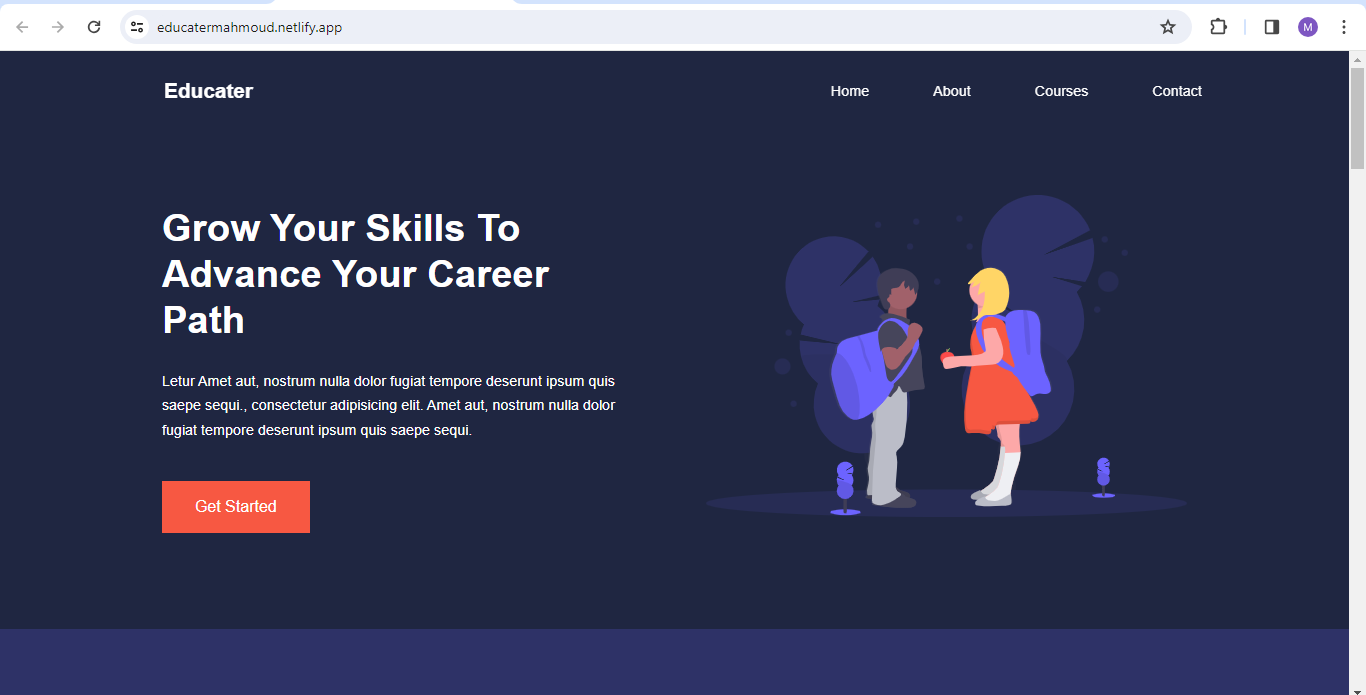 educatermahmoud.netlify.app
M
Educater
Home
About
Courses
Contact
Grow Your Skills To
Advance Your Career
Path
Letur Amet aut, nostrum nulla dolor fugiat tempore deserunt ipsum quis
saepe sequi., consectetur adipisicing elit. Amet aut, nostrum nulla dolor
fugiat tempore deserunt ipsum quis saepe sequi.
Get Started